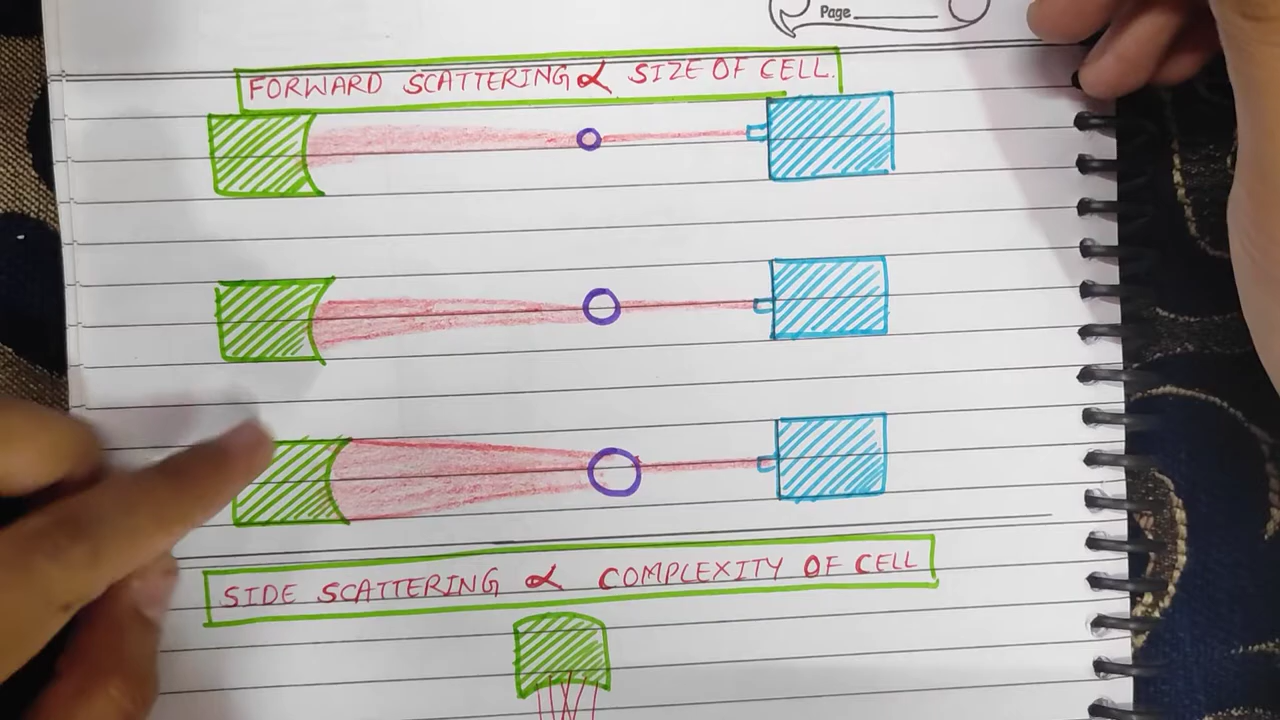 Page
FORWARD SCATTERING ∝ SIZE OF CELL.
SIDE SCATTERING ∝ COMPLEXITY OF CELL